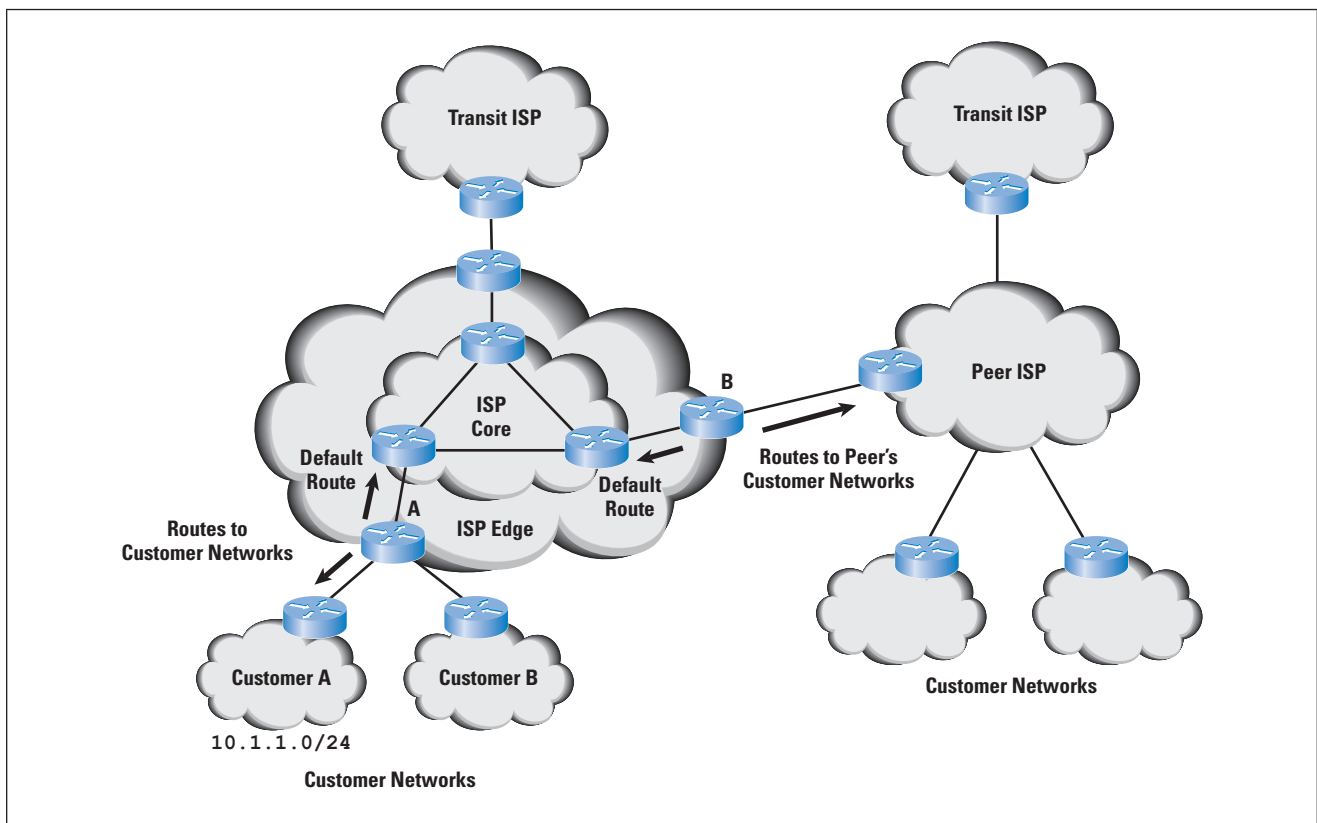 Transit ISP
Transit ISP
B
Peer ISP
ISP
Core
Default
Route
Default
Route
Routes to Peer's
Customer Networks
A
ISP Edge
Routes to
Customer Networks
Customer A
Customer B
Customer Networks
10.1.1.0/24
Customer Networks